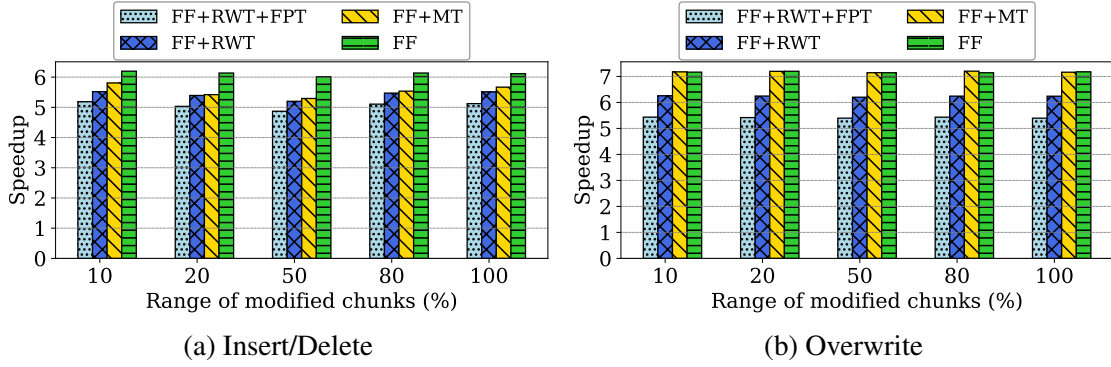 FF+RWT+FPT FF+MT
FF+RWT FF
6
5
4
3
2
1
0
Speedup
10 20 50 80 100
Range of modified chunks (%)
(a) Insert/Delete
FF+RWT+FPT FF+MT
FF+RWT FF
7
6
5
4
3
2
1
0
Speedup
10 20 50 80 100
Range of modified chunks (%)
(b) Overwrite